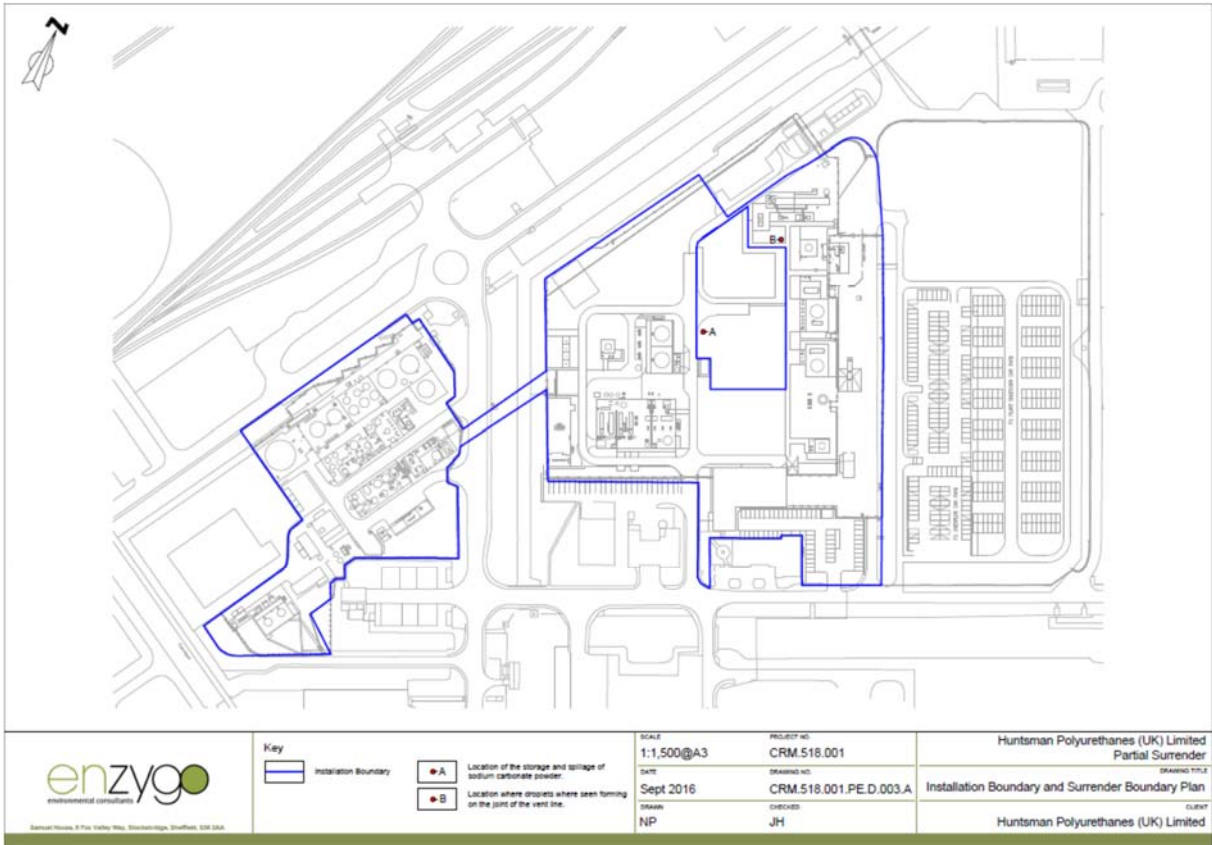 N
B
A
enzygo
environmental consultants
Samuel House, 5 Fox Valley Way, Stocksbridge, Sheffield, S36 2AA
Key
Installation Boundary
A
Location of the storage and spillage of
sodium carbonate powder.
B
Location where droplets where seen forming
on the joint of the vent line.
SCALE
1:1,500@A3
PROJECT NO.
CRM.518.001
DATE
Sept 2016
DRAWING NO.
CRM.518.001.PE.D.003.A
DRAWN
NP
CHECKED
JH
Huntsman Polyurethanes (UK) Limited
Partial Surrender
DRAWING TITLE
Installation Boundary and Surrender Boundary Plan
CLIENT
Huntsman Polyurethanes (UK) Limited